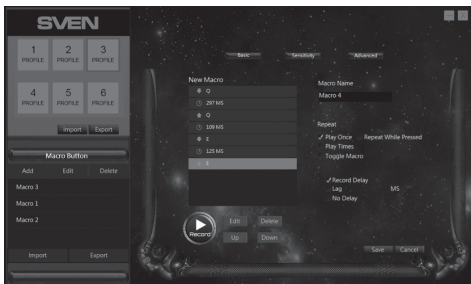 SVEN
1 PROFILE
2 PROFILE
3 PROFILE
4 PROFILE
5 PROFILE
6 PROFILE
Import Export
Macro Button
Add Edit Delete
Macro 3
Macro 1
Macro 2
Import Export
Basic Sensitivity Advanced
New Macro
Q
297 MS
Q
109 MS
E
125 MS
E
Record
Edit Delete
Up Down
Macro Name
Macro 4
Repeat
✓ Play Once Repeat While Pressed
Play Times
Toggle Macro
✓ Record Delay
Lag MS
No Delay
Save Cancel